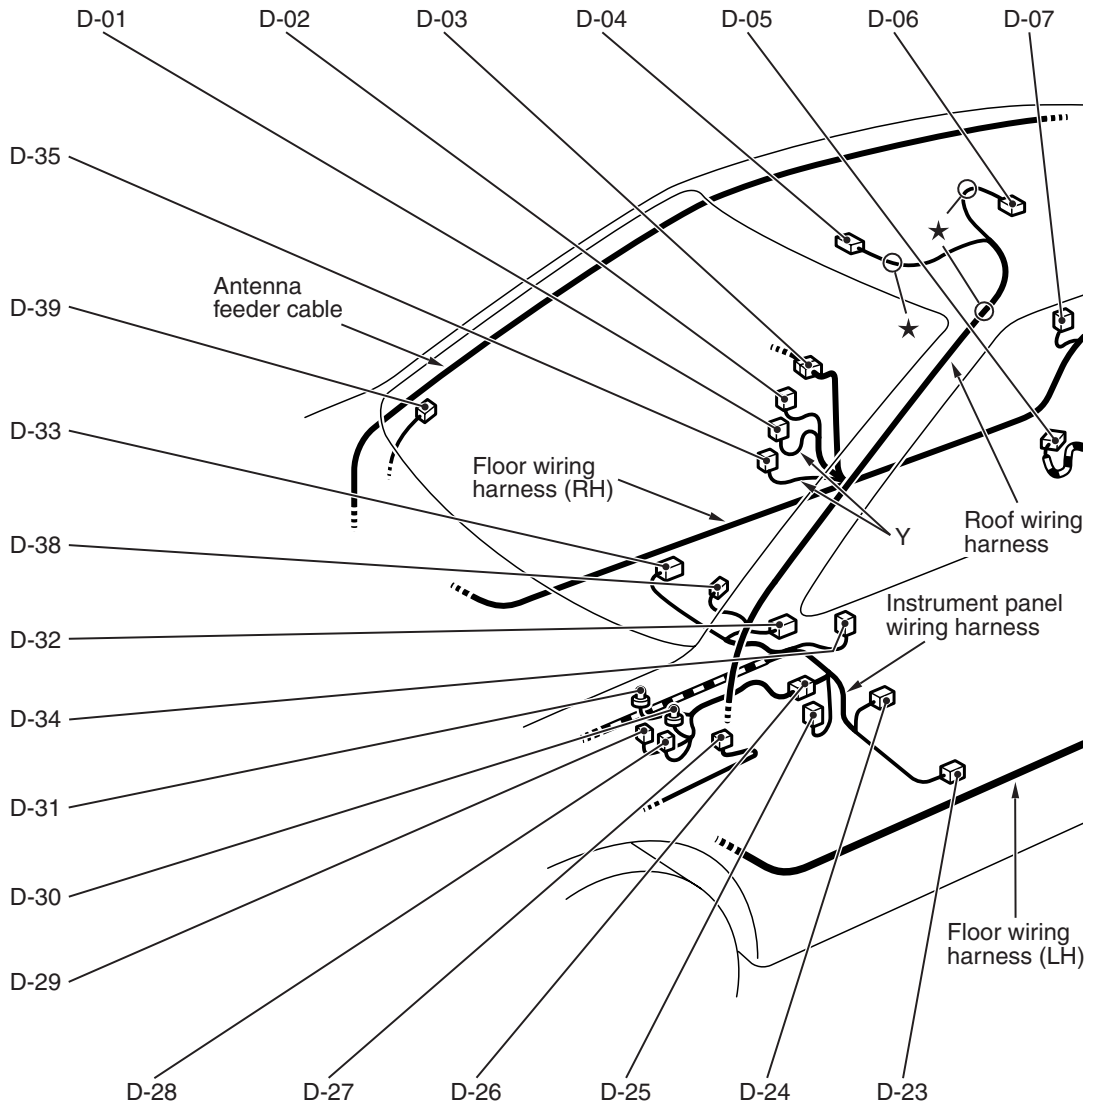 D-01
D-02
D-03
D-04
D-05
D-06
D-07
D-35
Antenna
feeder cable
D-39
D-33
Floor wiring
harness (RH)
Roof wiring
harness
Y
D-38
Instrument panel
wiring harness
D-32
D-34
D-31
D-30
Floor wiring
harness (LH)
D-29
D-28
D-27
D-26
D-25
D-24
D-23